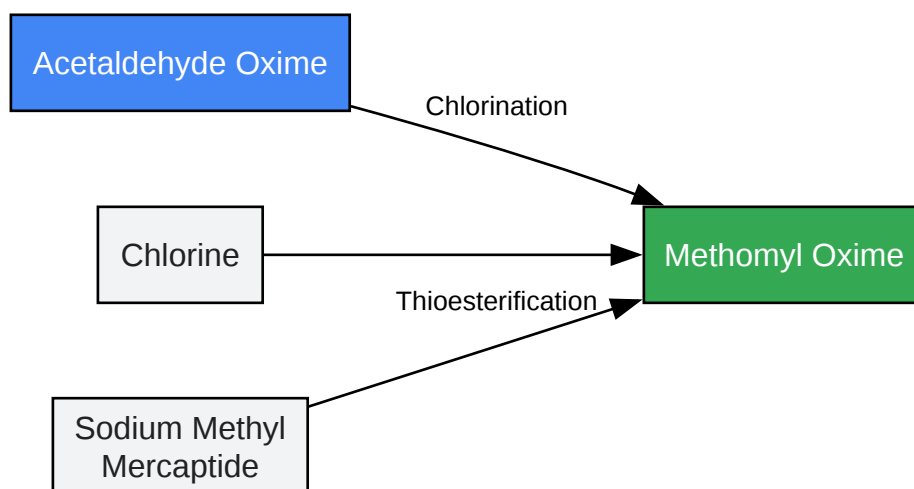 Acetaldehyde Oxime
Chlorination
Chlorine
Methomyl Oxime
Thioesterification
Sodium Methyl
Mercaptide